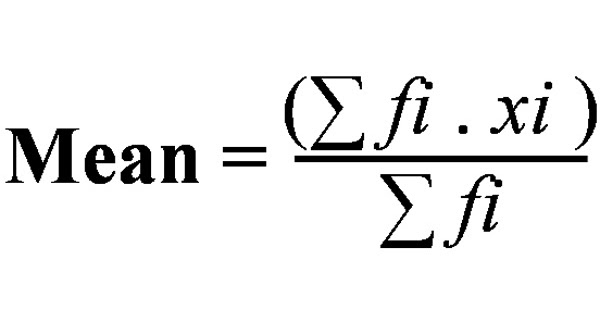 Mean = (∑ fi . xi )
∑ fi